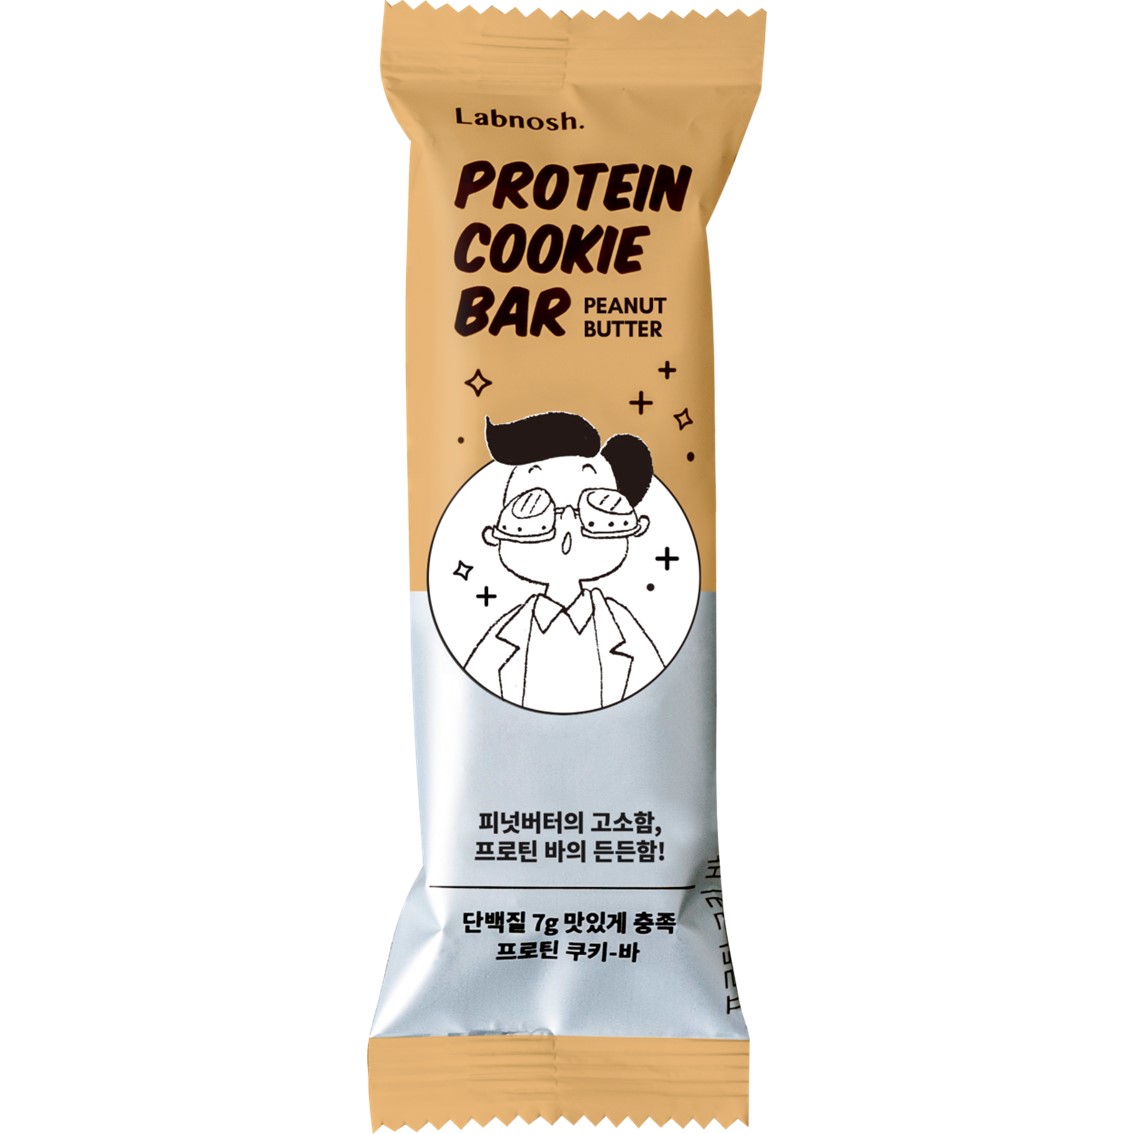 Labnosh.
PROTEIN
COOKIE
BAR
PEANUT
BUTTER
피넛버터의 고소함,
프로틴 바의 든든함!
단백질 7g 맛있게 충족
프로틴 쿠키-바